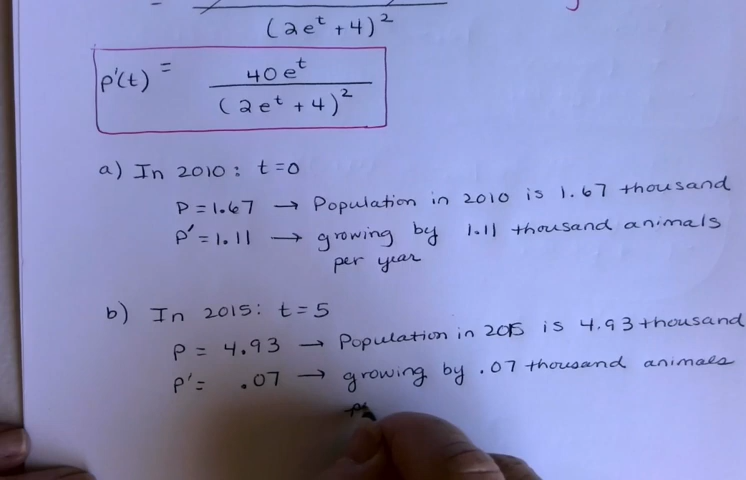 = (2e^t + 4)^2
P'(t) = 40e^t / (2e^t + 4)^2
a) In 2010: t=0
P = 1.67 → Population in 2010 is 1.67 thousand
P' = 1.11 → growing by 1.11 thousand animals
per year
b) In 2015: t=5
P = 4.93 → Population in 2015 is 4.93 thousand
P' = .07 → growing by .07 thousand animals